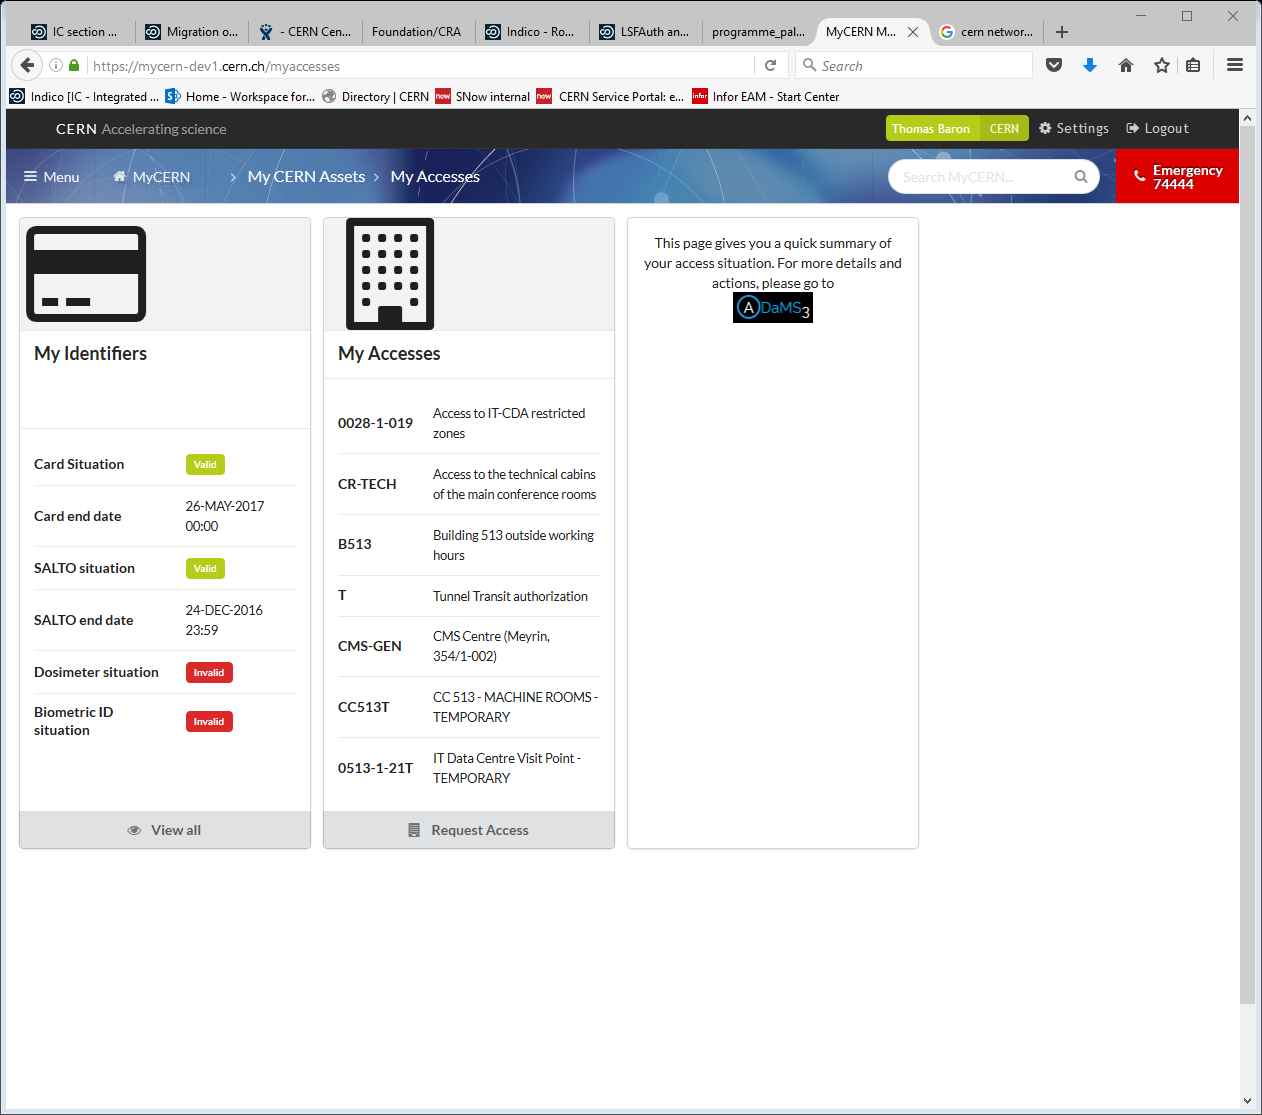 IC section ...
Migration o...
- CERN Cen...
Foundation/CRA
Indico - Ro...
LSFAuth an...
programme_pal...
MyCERN M...
cern networ...
https://mycern-dev1.cern.ch/myaccesses
Search
Indico [IC - Integrated ...
Home - Workspace for...
Directory | CERN
now
SNow internal
now
CERN Service Portal: e...
infor
Infor EAM - Start Center
CERN Accelerating science
Thomas Baron CERN
Settings
Logout
Menu
MyCERN
My CERN Assets
My Accesses
Search MyCERN...
Emergency
74444
My Identifiers
Card Situation Valid
Card end date 26-MAY-2017
00:00
SALTO situation Valid
SALTO end date 24-DEC-2016
23:59
Dosimeter situation Invalid
Biometric ID
situation
Invalid
View all
My Accesses
0028-1-019 Access to IT-CDA restricted
zones
CR-TECH Access to the technical cabins
of the main conference rooms
B513 Building 513 outside working
hours
T Tunnel Transit authorization
CMS-GEN CMS Centre (Meyrin,
354/1-002)
CC513T CC 513 - MACHINE ROOMS -
TEMPORARY
0513-1-21T IT Data Centre Visit Point -
TEMPORARY
Request Access
This page gives you a quick summary of
your access situation. For more details and
actions, please go to
ADaMS3